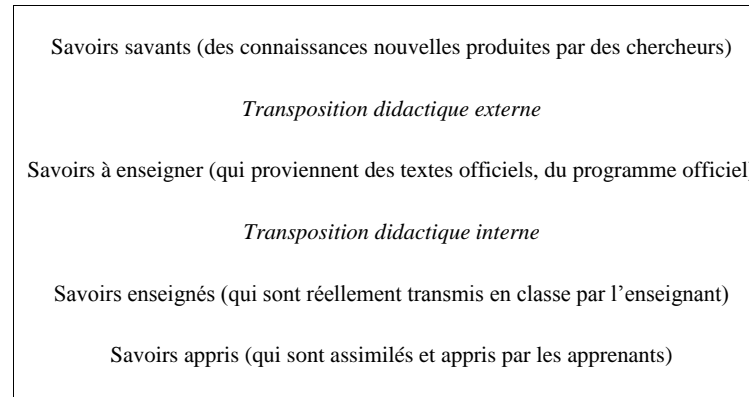 Savoirs savants (des connaissances nouvelles produites par des chercheurs)
Transposition didactique externe
Savoirs à enseigner (qui proviennent des textes officiels, du programme officiel)
Transposition didactique interne
Savoirs enseignés (qui sont réellement transmis en classe par l’enseignant)
Savoirs appris (qui sont assimilés et appris par les apprenants)